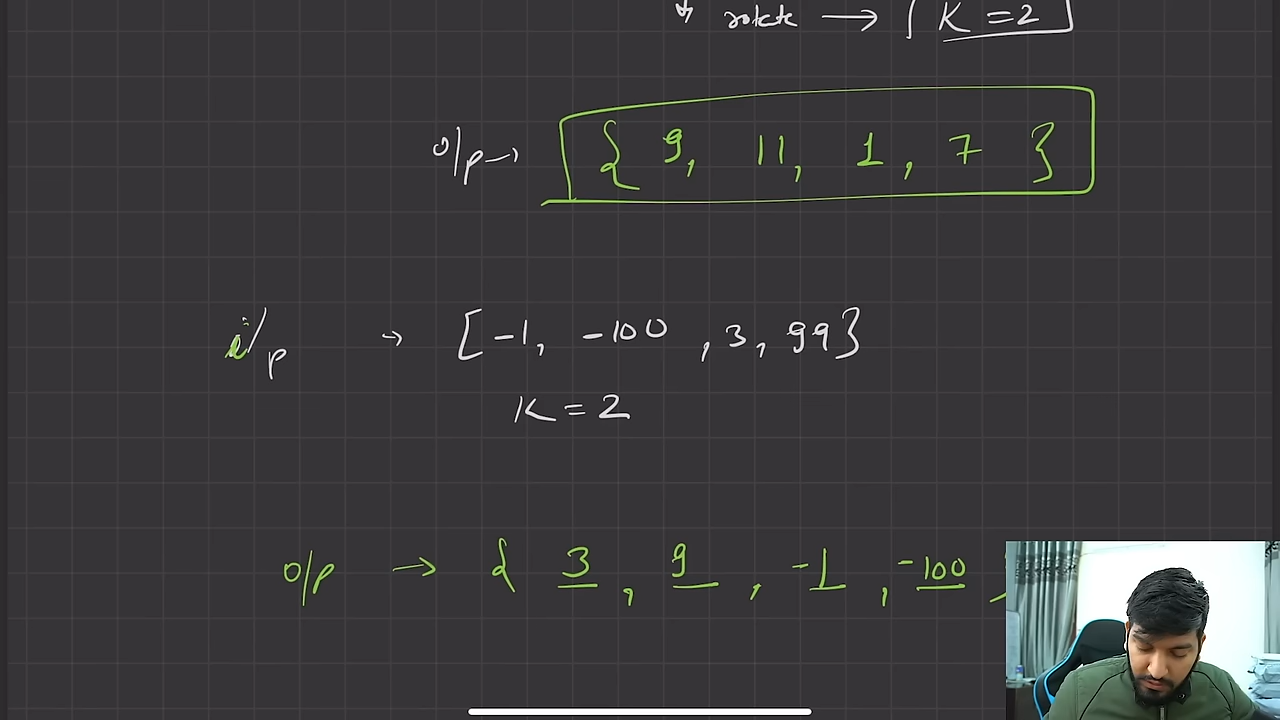 ↓ rotate → [ K = 2 ]
o/p → { 9, 11, 1, 7 }
i/p → [ -1, -100, 3, 99 }
K = 2
o/p → { 3, 9, -1, -100